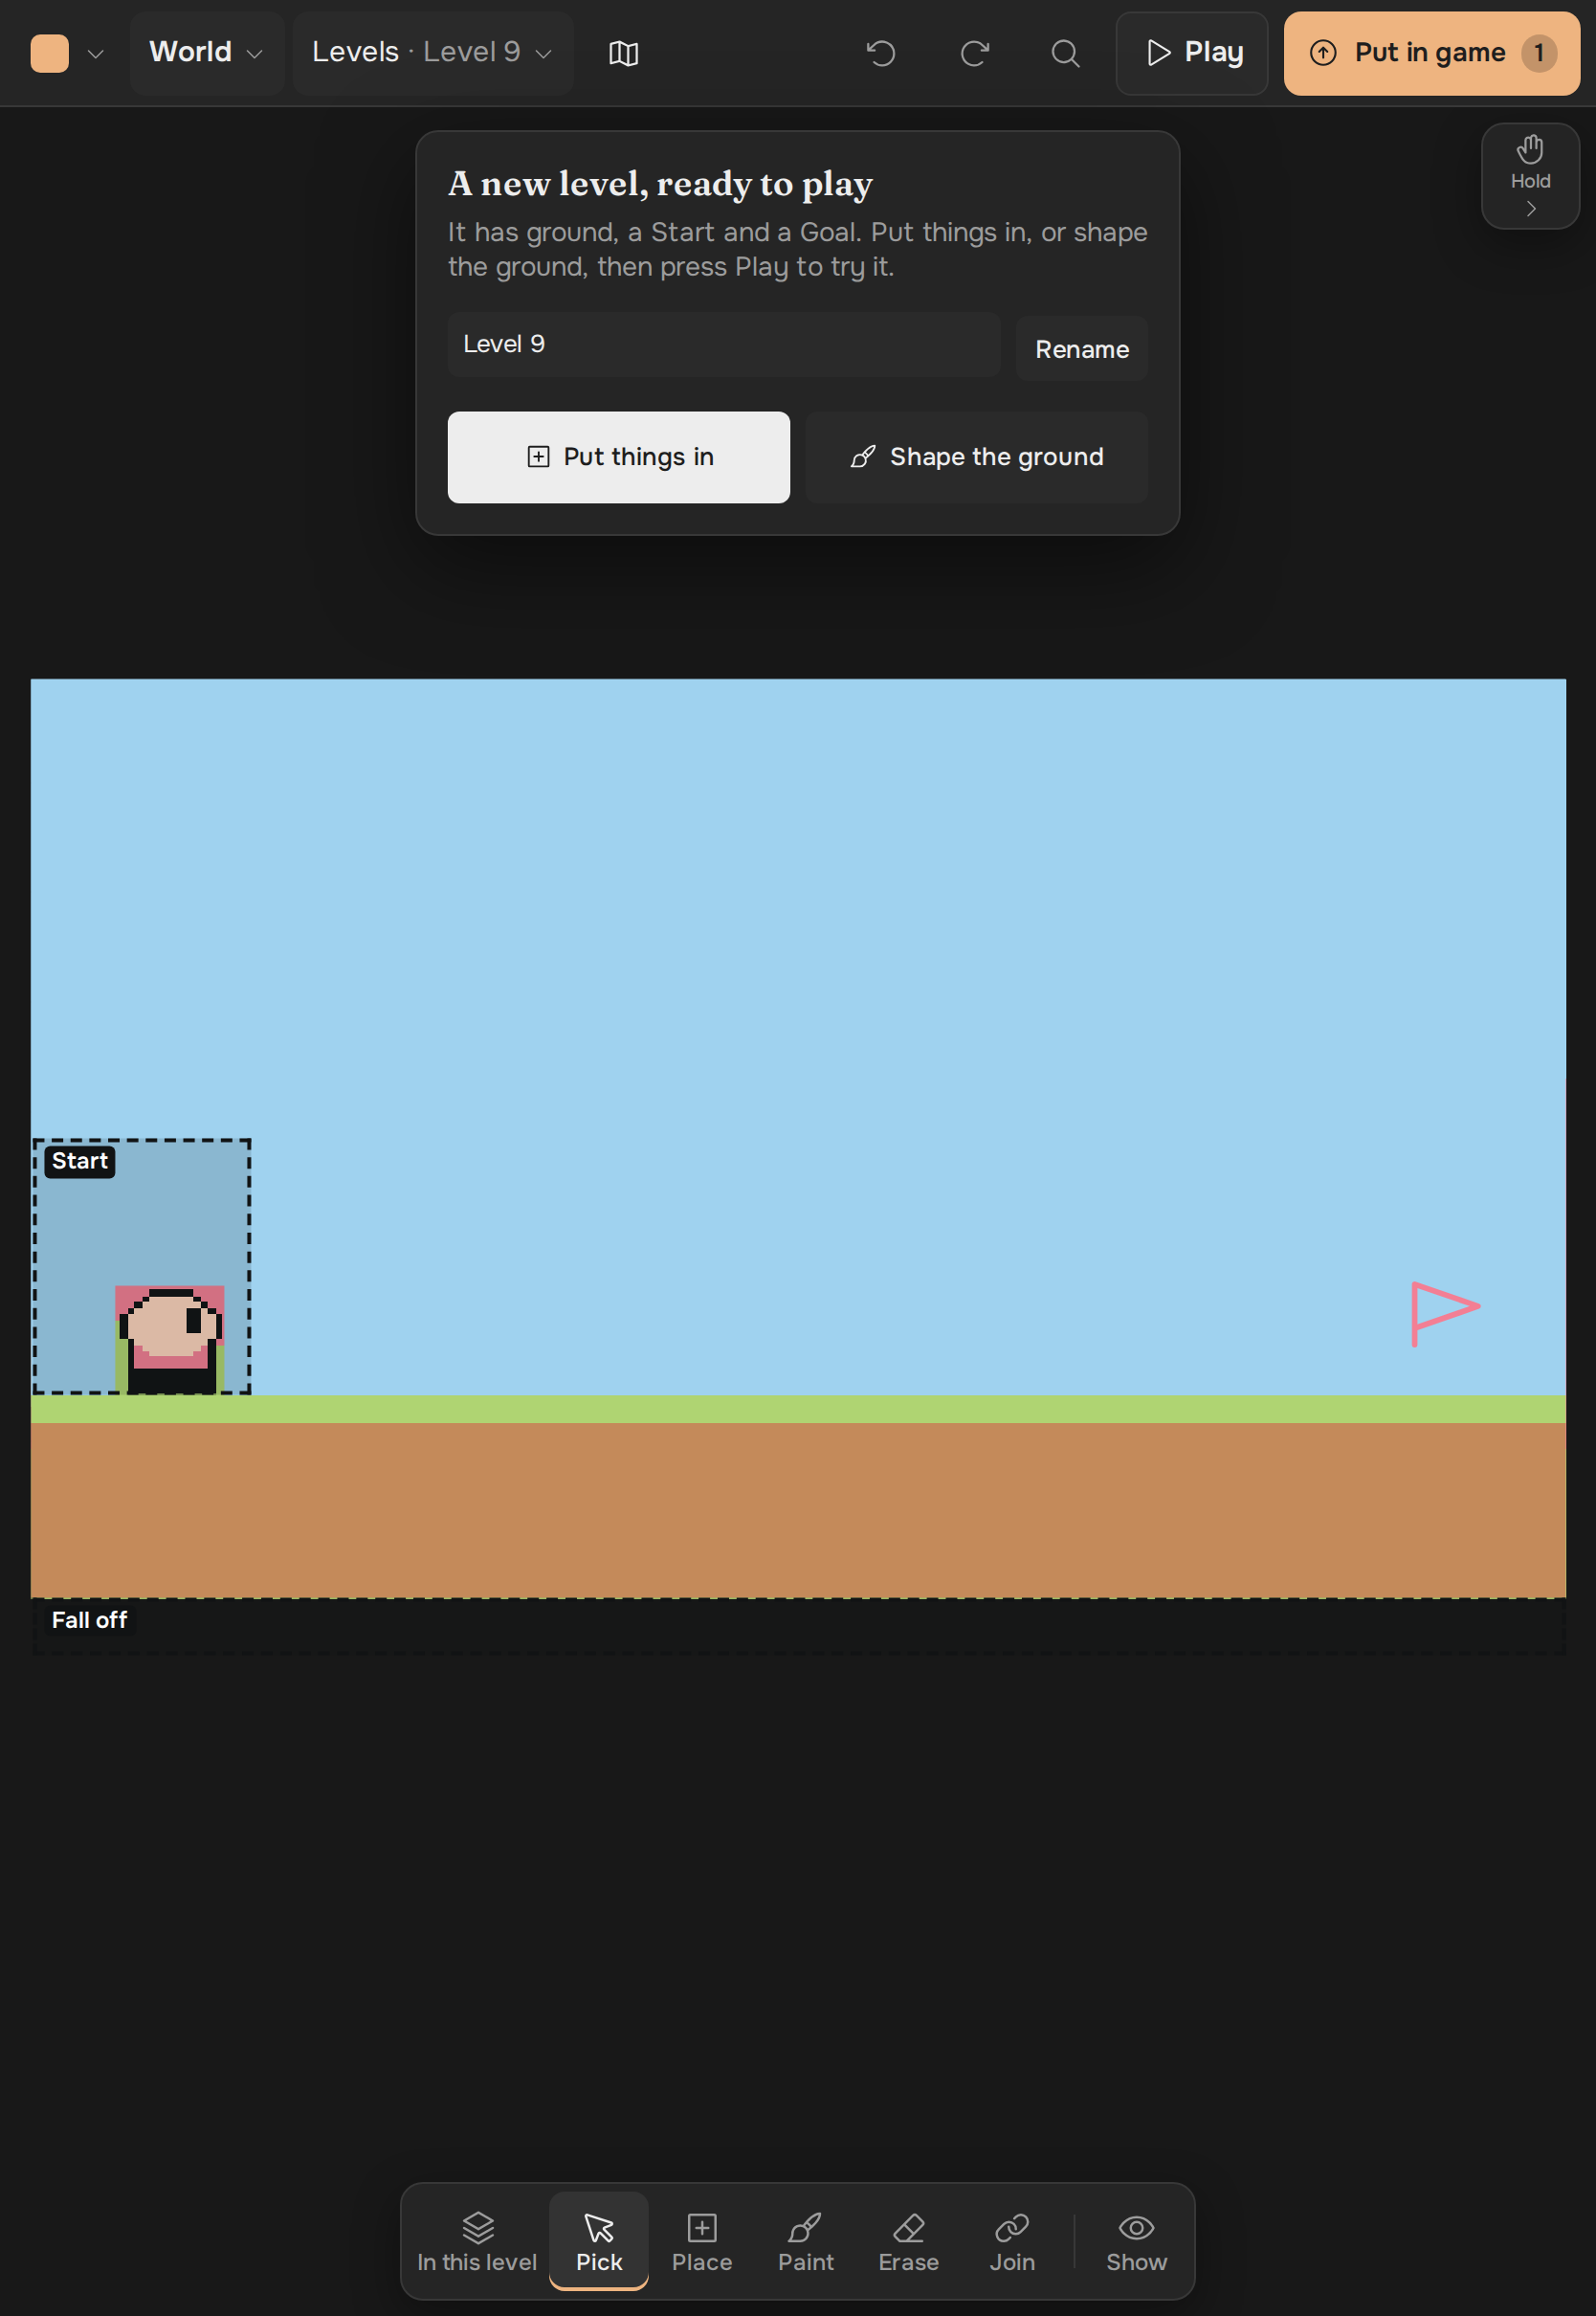 World
Levels · Level 9
Play
Put in game 1
Hold
A new level, ready to play
It has ground, a Start and a Goal. Put things in, or shape
the ground, then press Play to try it.
Level 9
Rename
Put things in
Shape the ground
Start
Fall off
In this level
Pick
Place
Paint
Erase
Join
Show